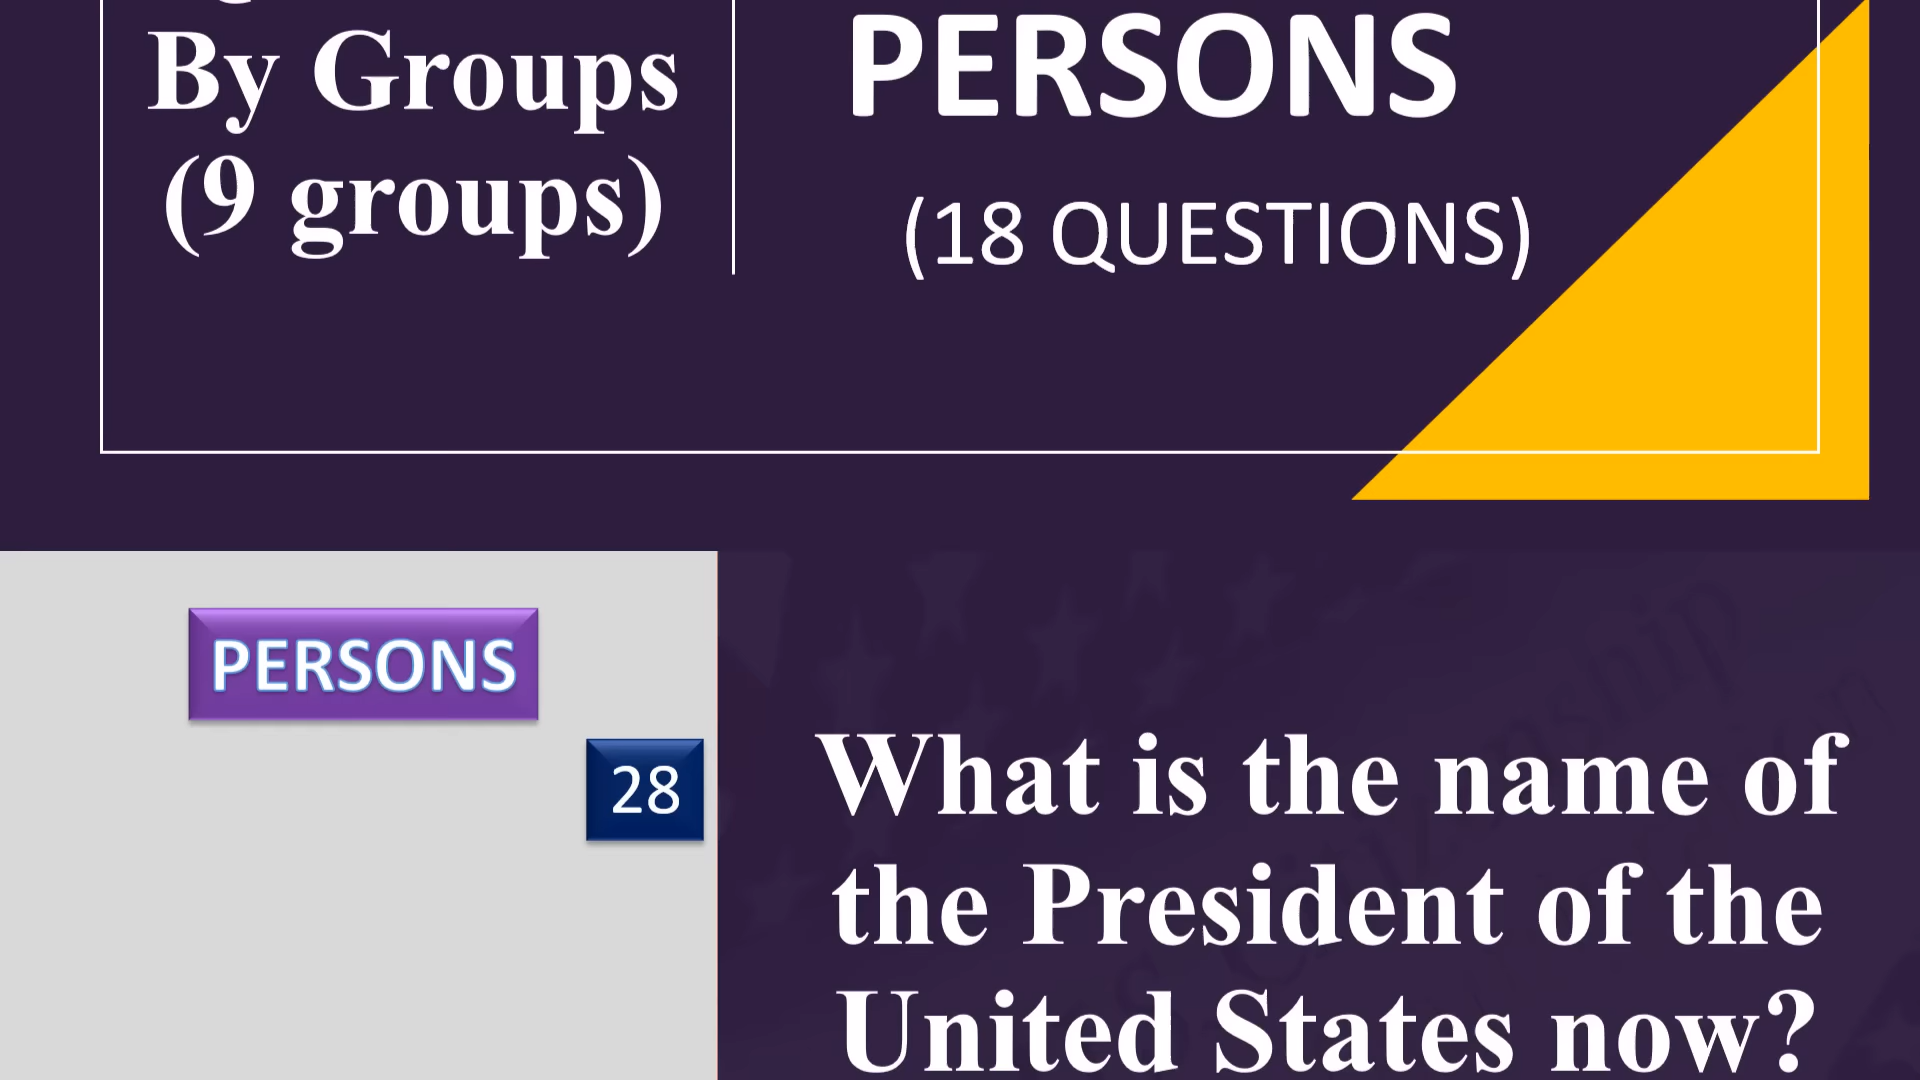 By Groups
(9 groups)
PERSONS
(18 QUESTIONS)
PERSONS
28
What is the name of
the President of the
United States now?